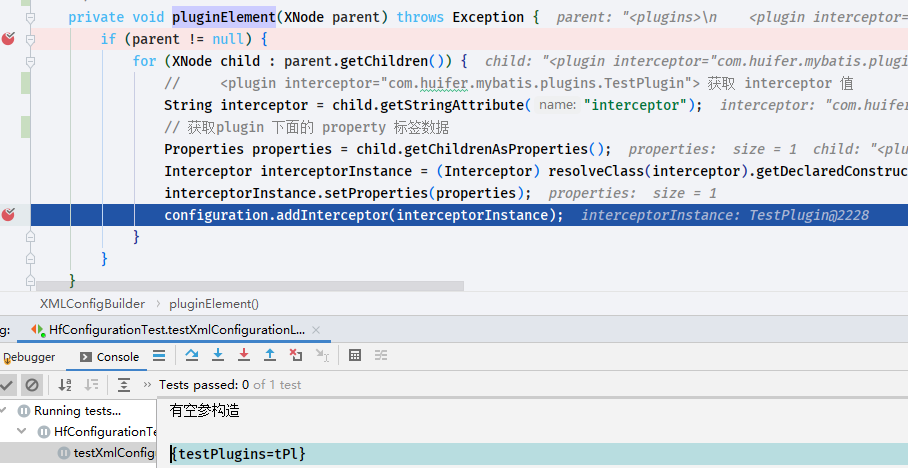 private void pluginElement(XNode parent) throws Exception { parent: "<plugins>\n <plugin interceptor=
if (parent != null) {
for (XNode child : parent.getChildren()) { child: "<plugin interceptor="com.huifer.mybatis.plugin
// <plugin interceptor="com.huifer.mybatis.plugins.TestPlugin"> 获取 interceptor 值
String interceptor = child.getStringAttribute( name: "interceptor"); interceptor: "com.huifer
// 获取plugin 下面的 property 标签数据
Properties properties = child.getChildrenAsProperties(); properties: size = 1 child: "<plu
Interceptor interceptorInstance = (Interceptor) resolveClass(interceptor).getDeclaredConstruc
interceptorInstance.setProperties(properties); properties: size = 1
configuration.addInterceptor(interceptorInstance); interceptorInstance: TestPlugin@2228
}
}
}
XMLConfigBuilder > pluginElement()
g: HfConfigurationTest.testXmlConfigurationL... ×
Debugger Console
» Tests passed: 0 of 1 test
Running tests...
有空参构造
HfConfigurationTe
testXmlConfig
{testPlugins=tPl}